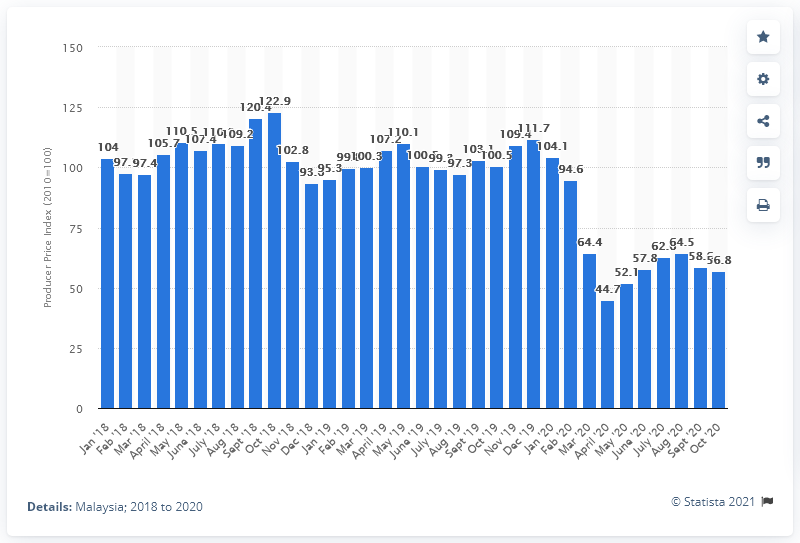 150
125
100
75
50
25
0
Producer Price Index (2010=100)
104
97.4
105.7
110.5
107.4
109.2
120.4
122.9
102.8
95.3
100.3
107.2
110.1
97.3
103.1
100.5
109.4
111.7
104.1
94.6
64.4
44.7
52.1
57.8
64.5
56.8
Jan '18
Feb '18
Mar '18
April '18
May '18
June '18
July '18
Aug '18
Sept '18
Oct '18
Nov '18
Dec '18
Jan '19
Feb '19
Mar '19
April '19
May '19
June '19
July '19
Aug '19
Sept '19
Oct '19
Nov '19
Dec '19
Jan '20
Feb '20
Mar '20
April '20
May '20
June '20
July '20
Aug '20
Sept '20
Oct '20
Details: Malaysia; 2018 to 2020
© Statista 2021